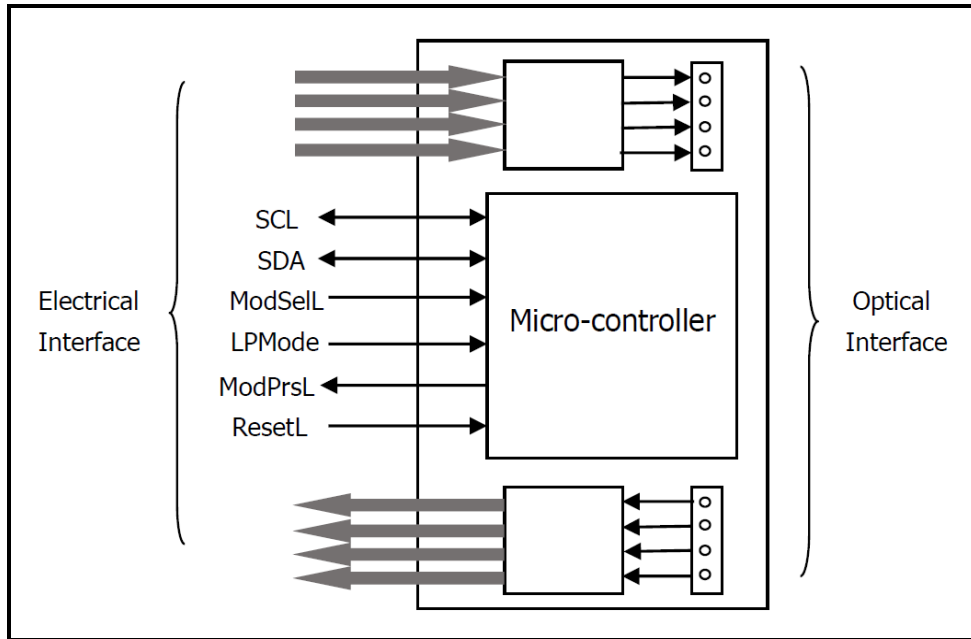 Electrical
Interface
SCL
SDA
ModSelL
LPMode
ModPrsL
ResetL
Micro-controller
Optical
Interface